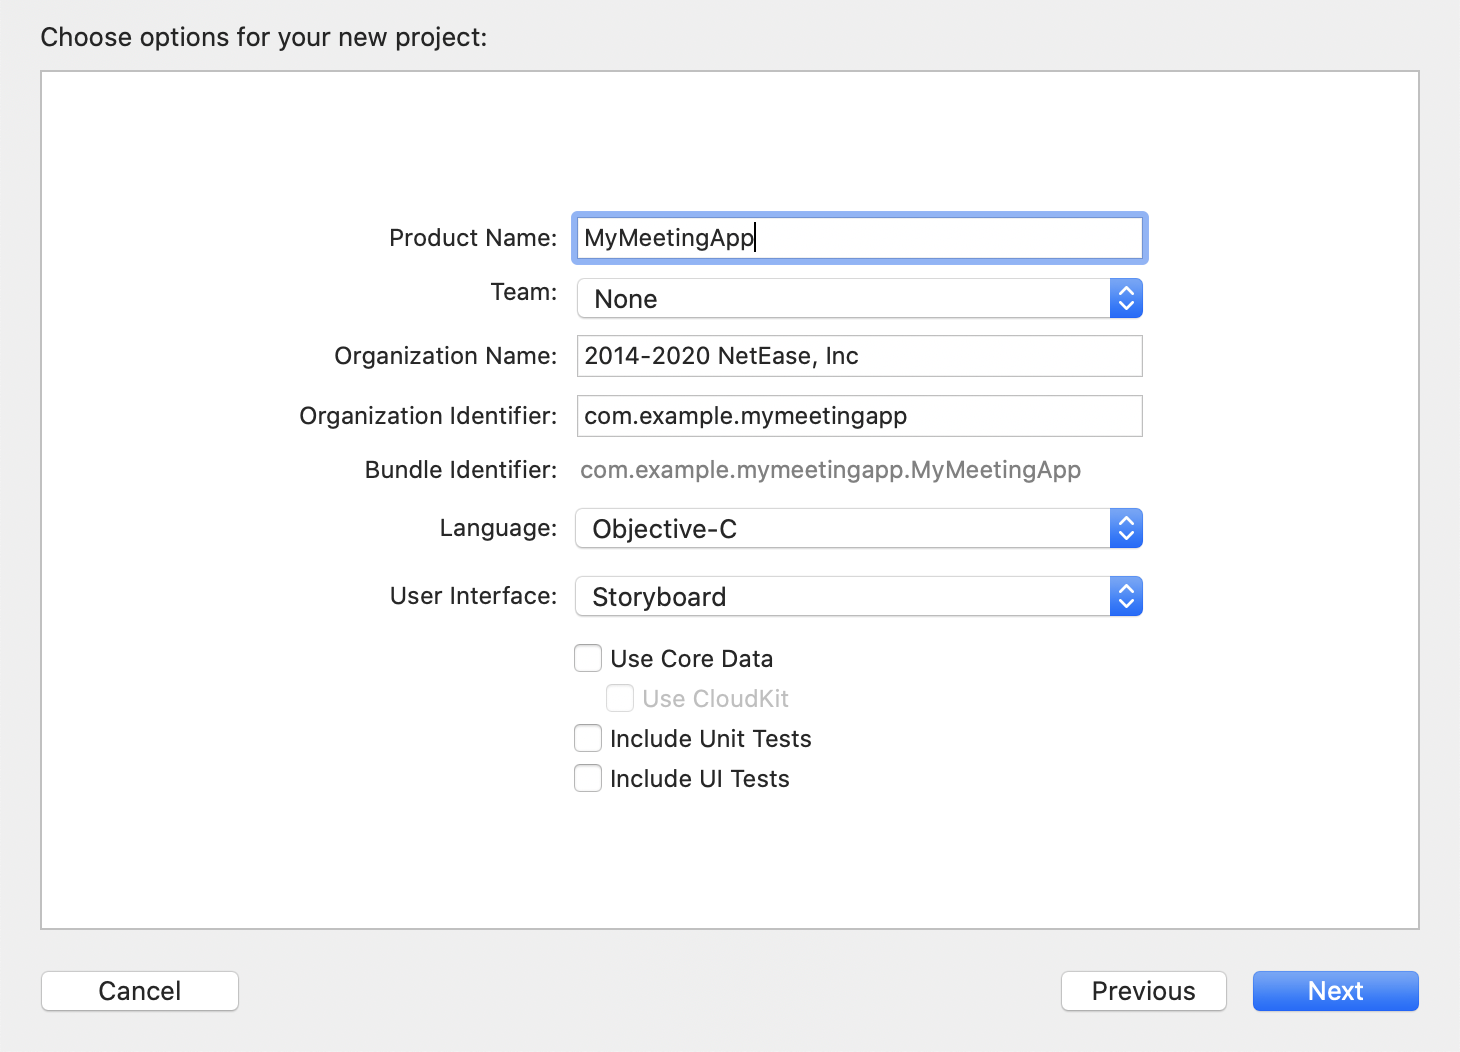 Choose options for your new project:
Product Name: MyMeetingApp
Team: None
Organization Name: 2014-2020 NetEase, Inc
Organization Identifier: com.example.mymeetingapp
Bundle Identifier: com.example.mymeetingapp.MyMeetingApp
Language: Objective-C
User Interface: Storyboard
Use Core Data
Use CloudKit
Include Unit Tests
Include UI Tests
Cancel Previous Next